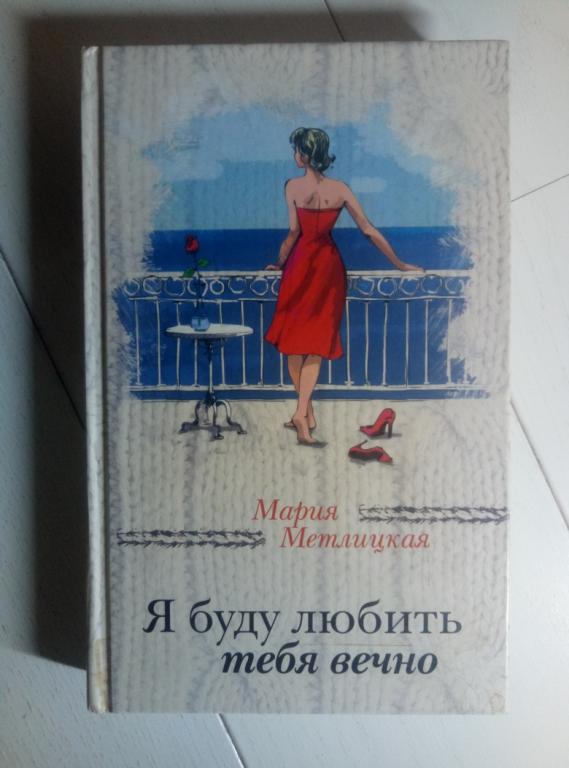 Мария
Метлицкая
Я буду любить
тебя вечно